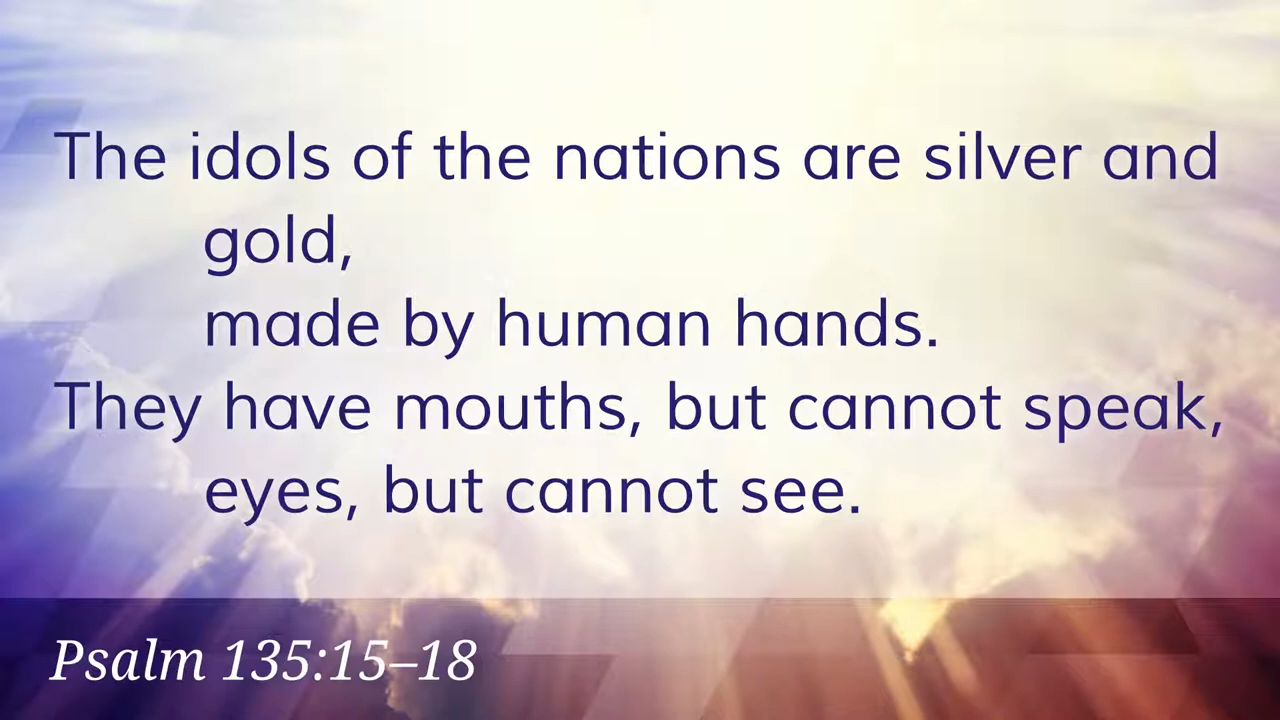 The idols of the nations are silver and
gold,
made by human hands.
They have mouths, but cannot speak,
eyes, but cannot see.
Psalm 135:15–18